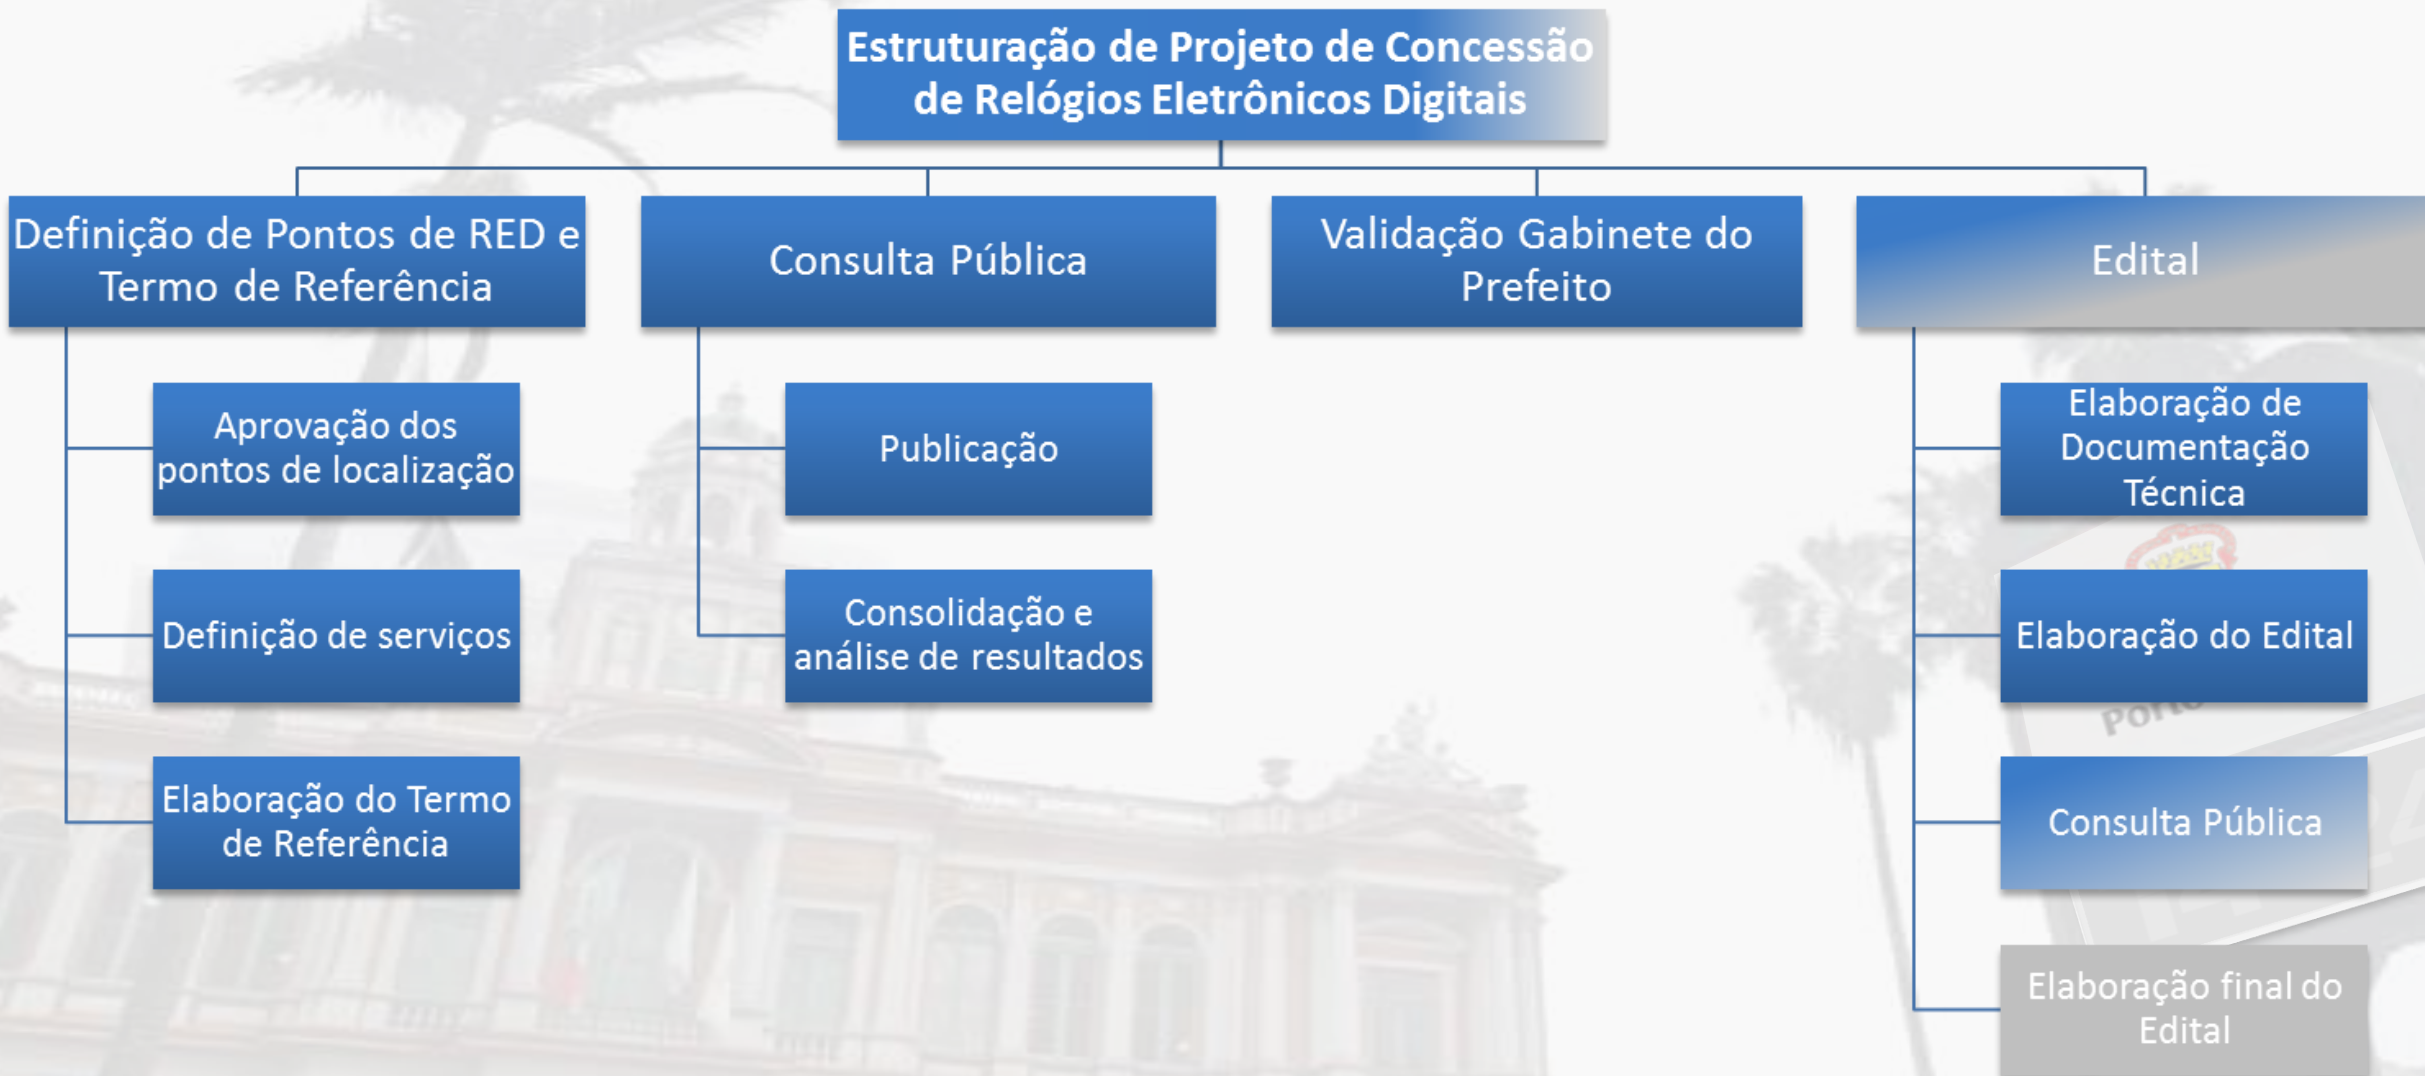 Estruturação de Projeto de Concessão
de Relógios Eletrônicos Digitais
Definição de Pontos de RED e
Termo de Referência
Aprovação dos
pontos de localização
Definição de serviços
Elaboração do Termo
de Referência
Consulta Pública
Publicação
Consolidação e
análise de resultados
Validação Gabinete do
Prefeito
Edital
Elaboração de
Documentação
Técnica
Elaboração do Edital
Porto
Consulta Pública
Elaboração final do
Edital